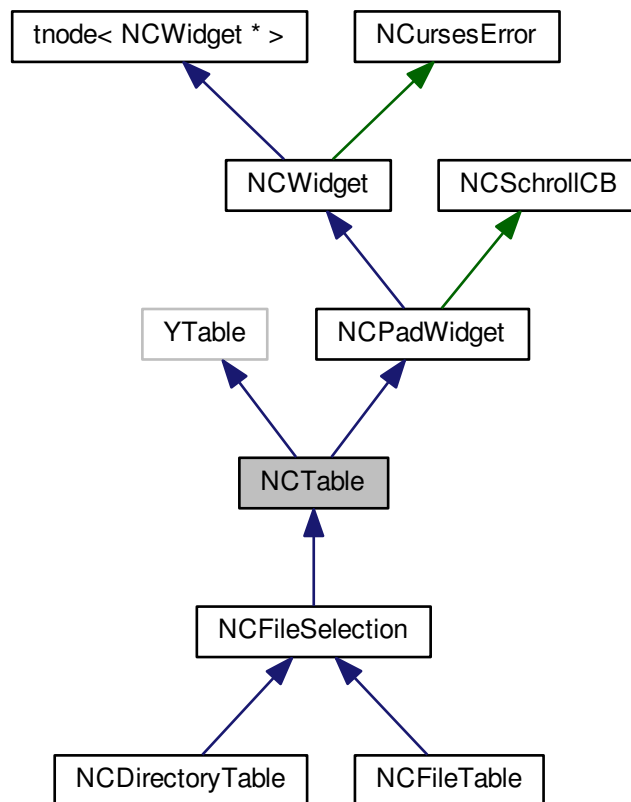 tnode< NCWidget * >
NCursesError
NCWidget
NCSchrollCB
YTable
NCPadWidget
NCTable
NCFileSelection
NCDirectoryTable
NCFileTable